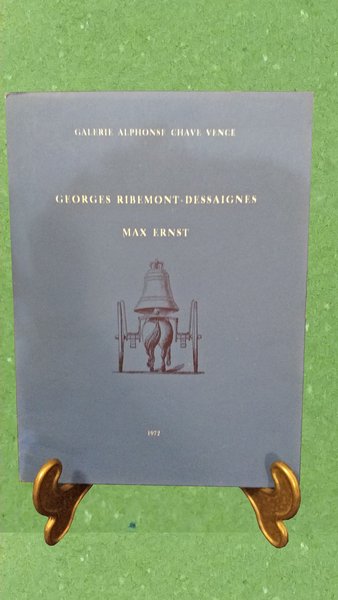 GALERIE ALPHONSE CHAVE VENCE
GEORGES RIBEMONT-DESSAIGNES
MAX ERNST
1972